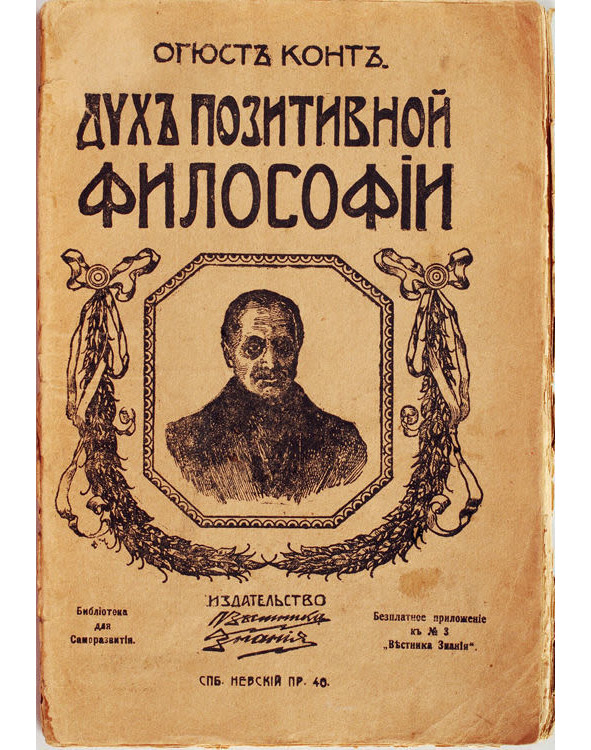 ОГЮСТЪ КОНТЪ.
ДУХЪ ПОЗИТИВНОЙ
ФИЛОСОФІИ
ИЗДАТЕЛЬСТВО
Вѣстника
Знанія
Библіотека
для
Саморазвитія.
Безплатное приложеніе
къ № 3
„Вѣстника Знанія“.
СПБ. НЕВСКІЙ ПР. 40.